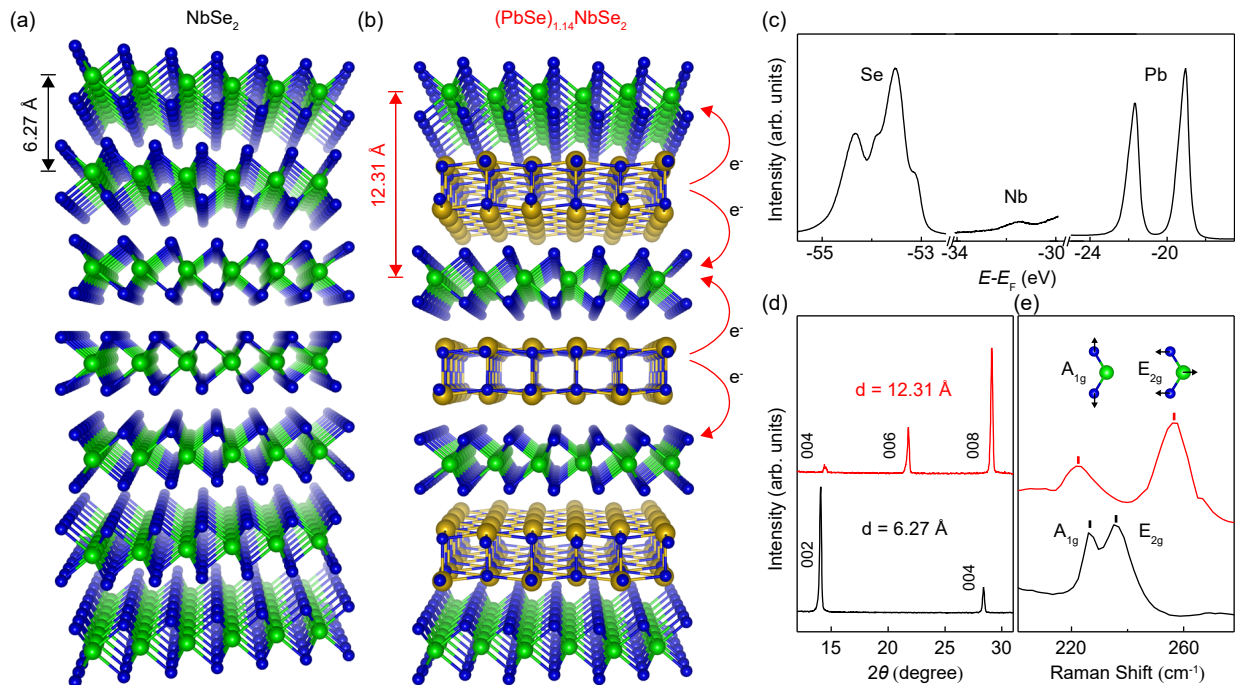 (a)
NbSe₂
6.27 Å
(b)
(PbSe)₁.₁₄NbSe₂
12.31 Å
e⁻
e⁻
e⁻
e⁻
(c)
Intensity (arb. units)
Se
Nb
Pb
-55 -53 -34 -30 -24 -20
E-E_F (eV)
(d)
Intensity (arb. units)
d = 12.31 Å
004
006
008
d = 6.27 Å
002
004
15 20 25 30
2θ (degree)
(e)
A₁g
E₂g
A₁g
E₂g
220 260
Raman Shift (cm⁻¹)